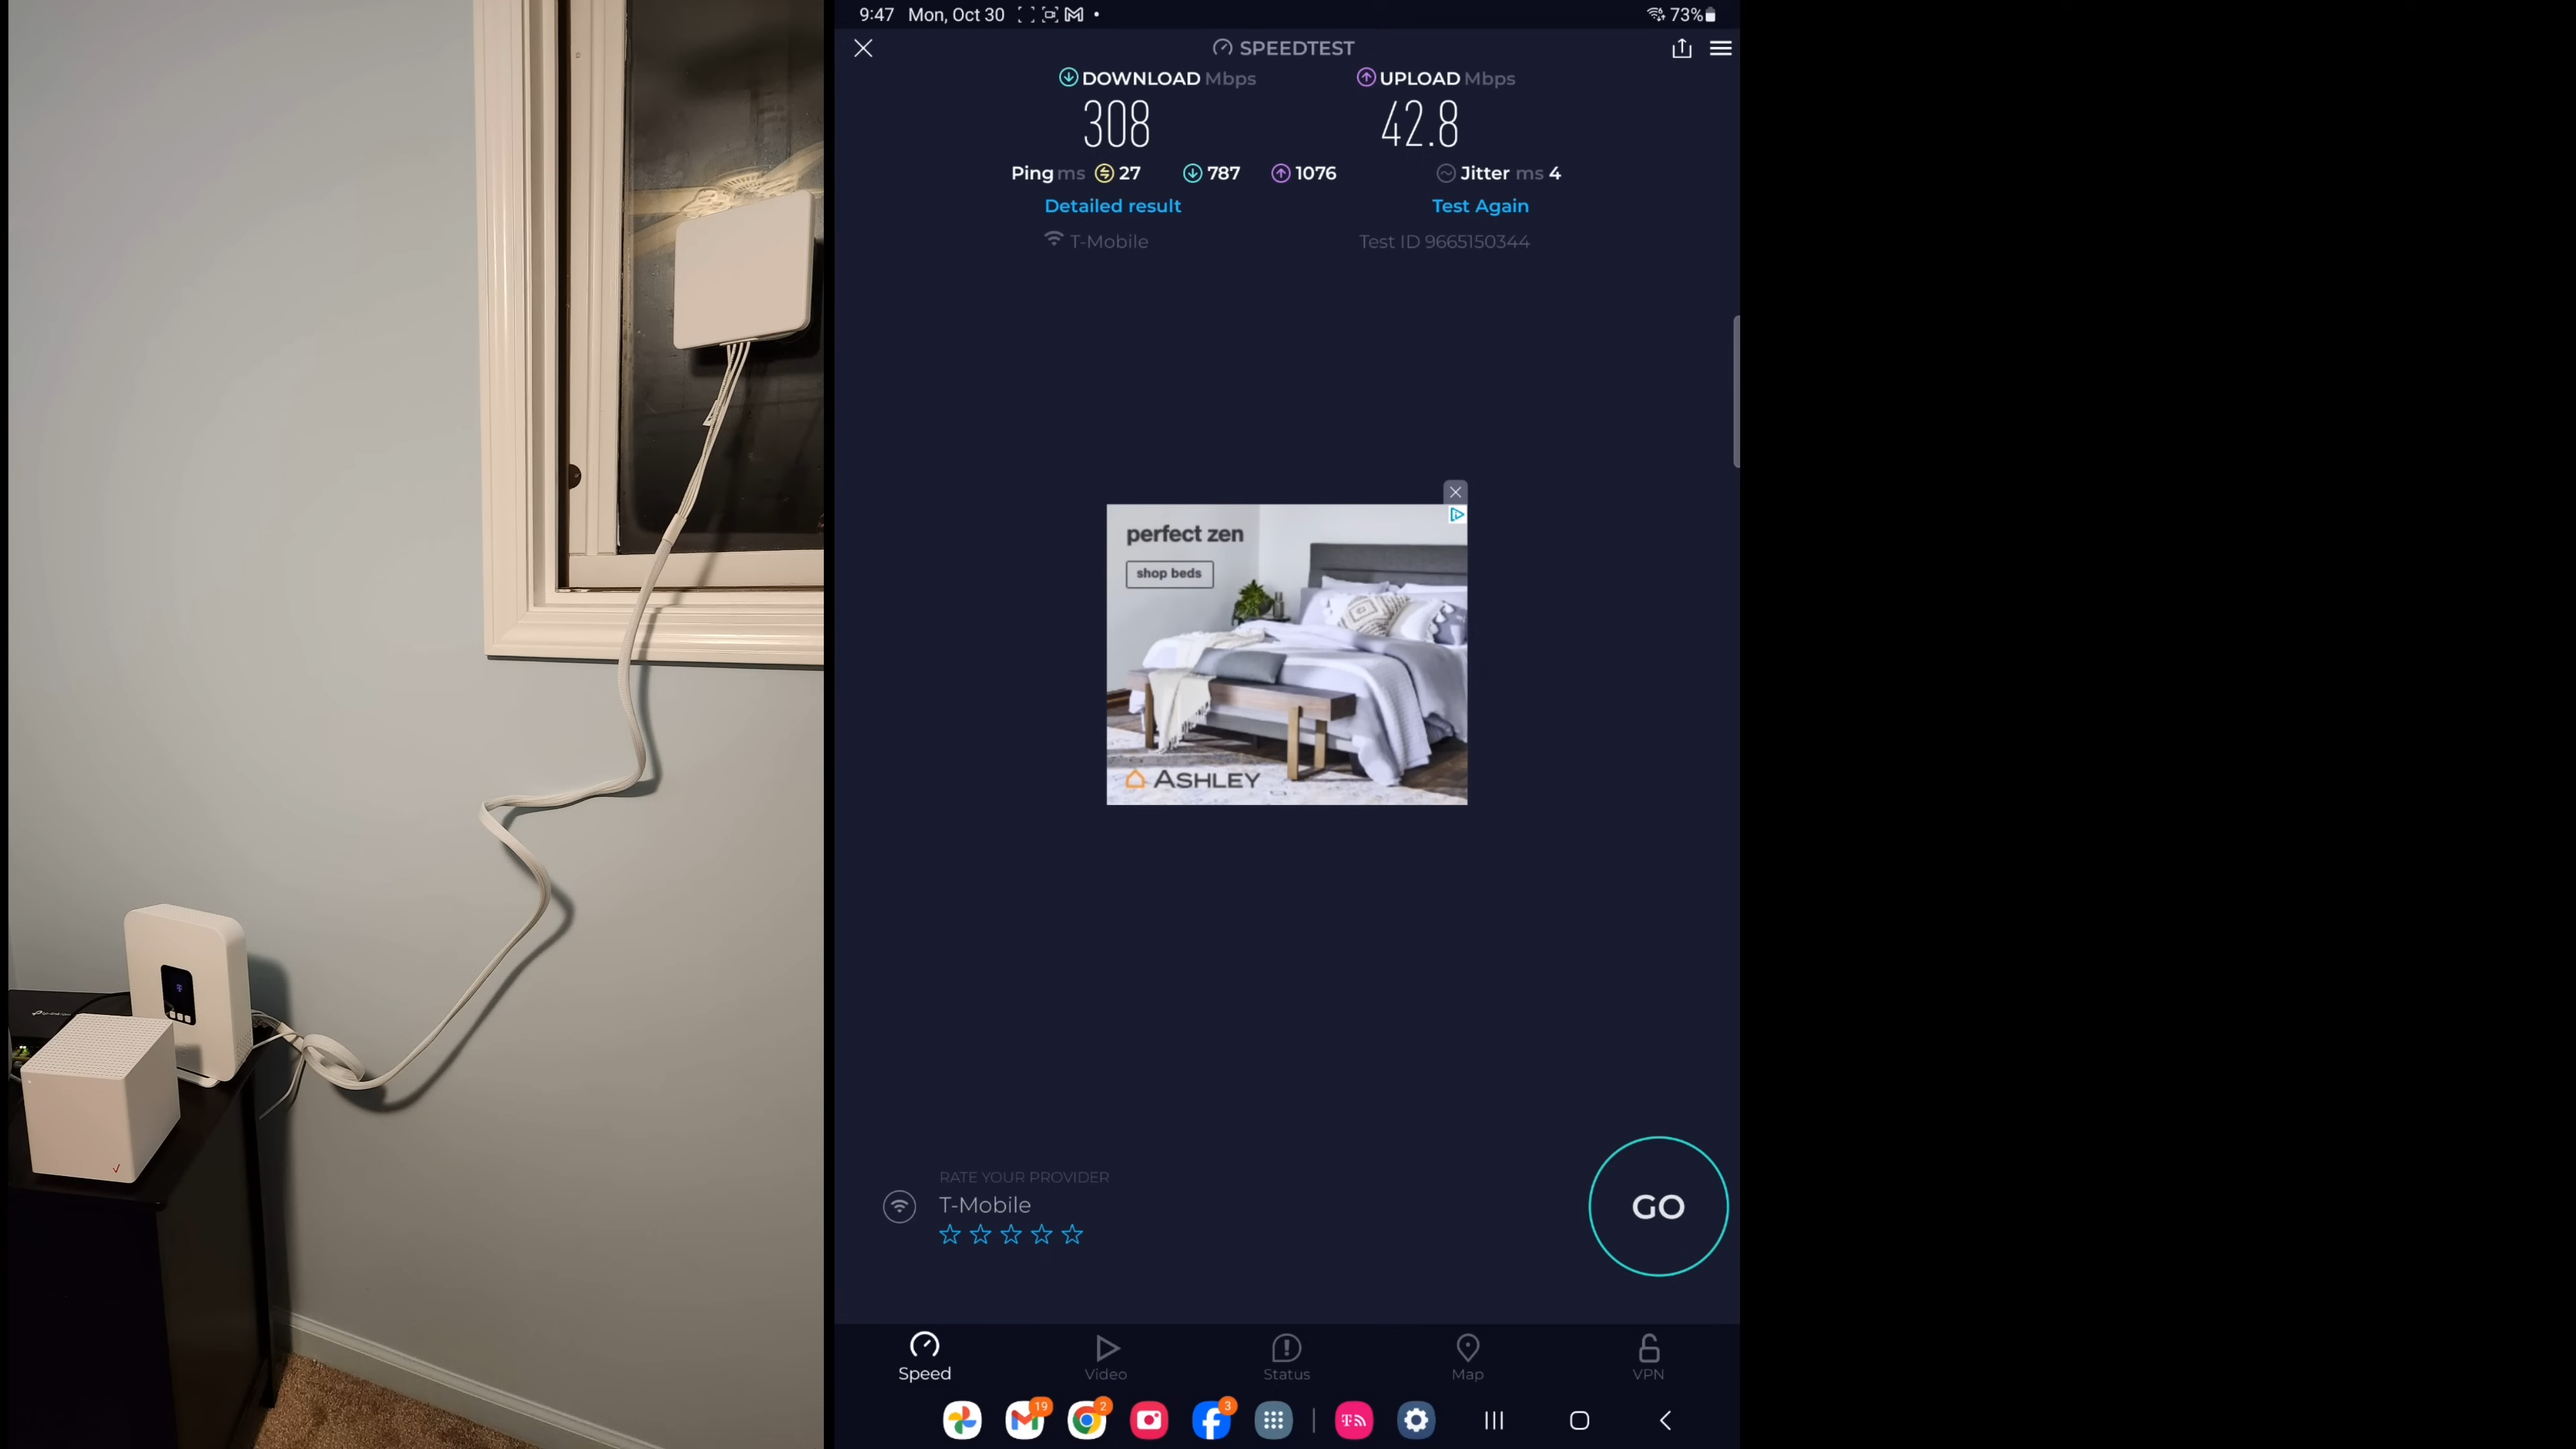 9:47 Mon, Oct 30
73%
SPEEDTEST
DOWNLOAD Mbps
UPLOAD Mbps
308
42.8
Ping ms 27 787 1076 Jitter ms 4
Detailed result
Test Again
T-Mobile
Test ID 9665150344
perfect zen
shop beds
ASHLEY
RATE YOUR PROVIDER
T-Mobile
GO
Speed
Video
Status
Map
VPN
19
2
3